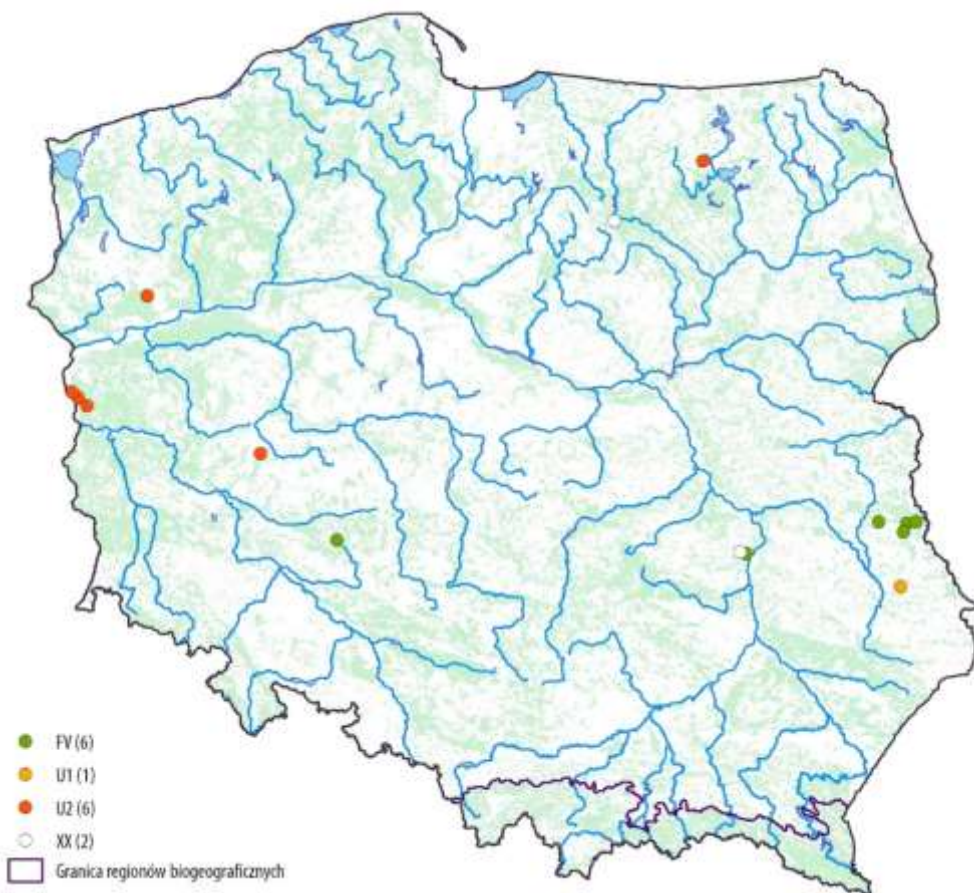 FV (6)
U1 (1)
U2 (6)
XX (2)
Granica regionów biogeograficznych